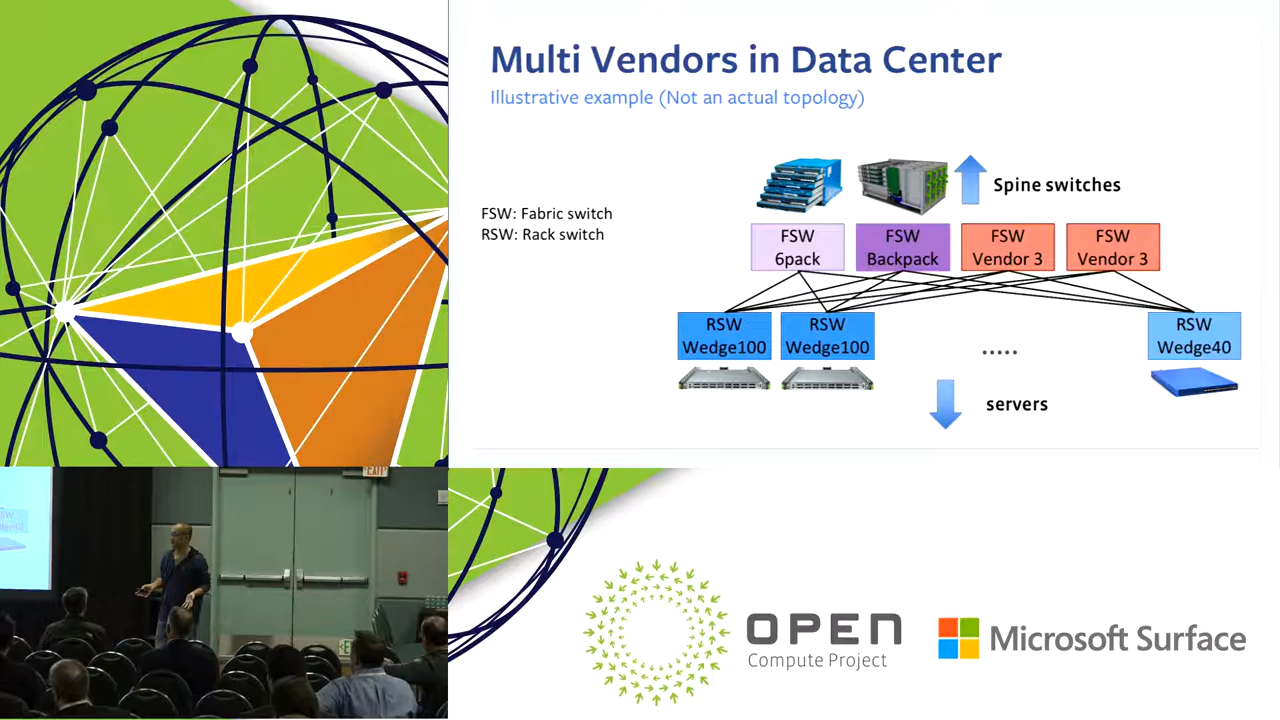 Multi Vendors in Data Center
Illustrative example (Not an actual topology)
FSW: Fabric switch
RSW: Rack switch
Spine switches
FSW
6pack
FSW
Backpack
FSW
Vendor 3
FSW
Vendor 3
RSW
Wedge100
RSW
Wedge100
.....
RSW
Wedge40
servers
EXIT
OPEN
Compute Project
Microsoft Surface